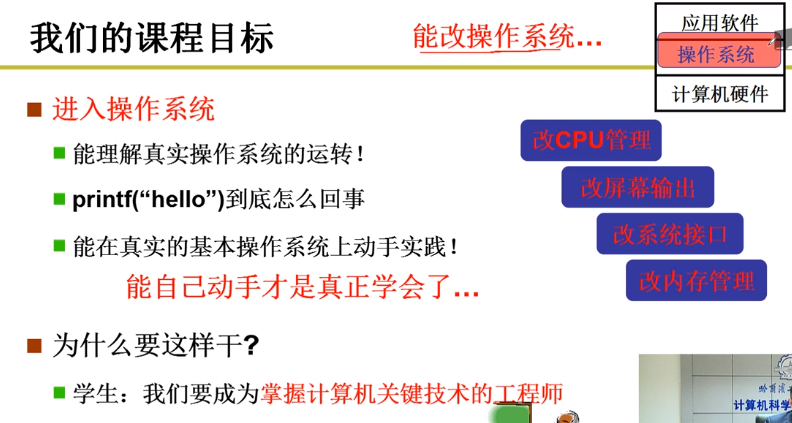 我们的课程目标
能改操作系统...
应用软件
操作系统
计算机硬件
进入操作系统
能理解真实操作系统的运转！
printf(“hello”)到底怎么回事
能在真实的基本操作系统上动手实践！
能自己动手才是真正学会了...
改CPU管理
改屏幕输出
改系统接口
改内存管理
为什么要这样干?
学生：我们要成为掌握计算机关键技术的工程师
计算机科学